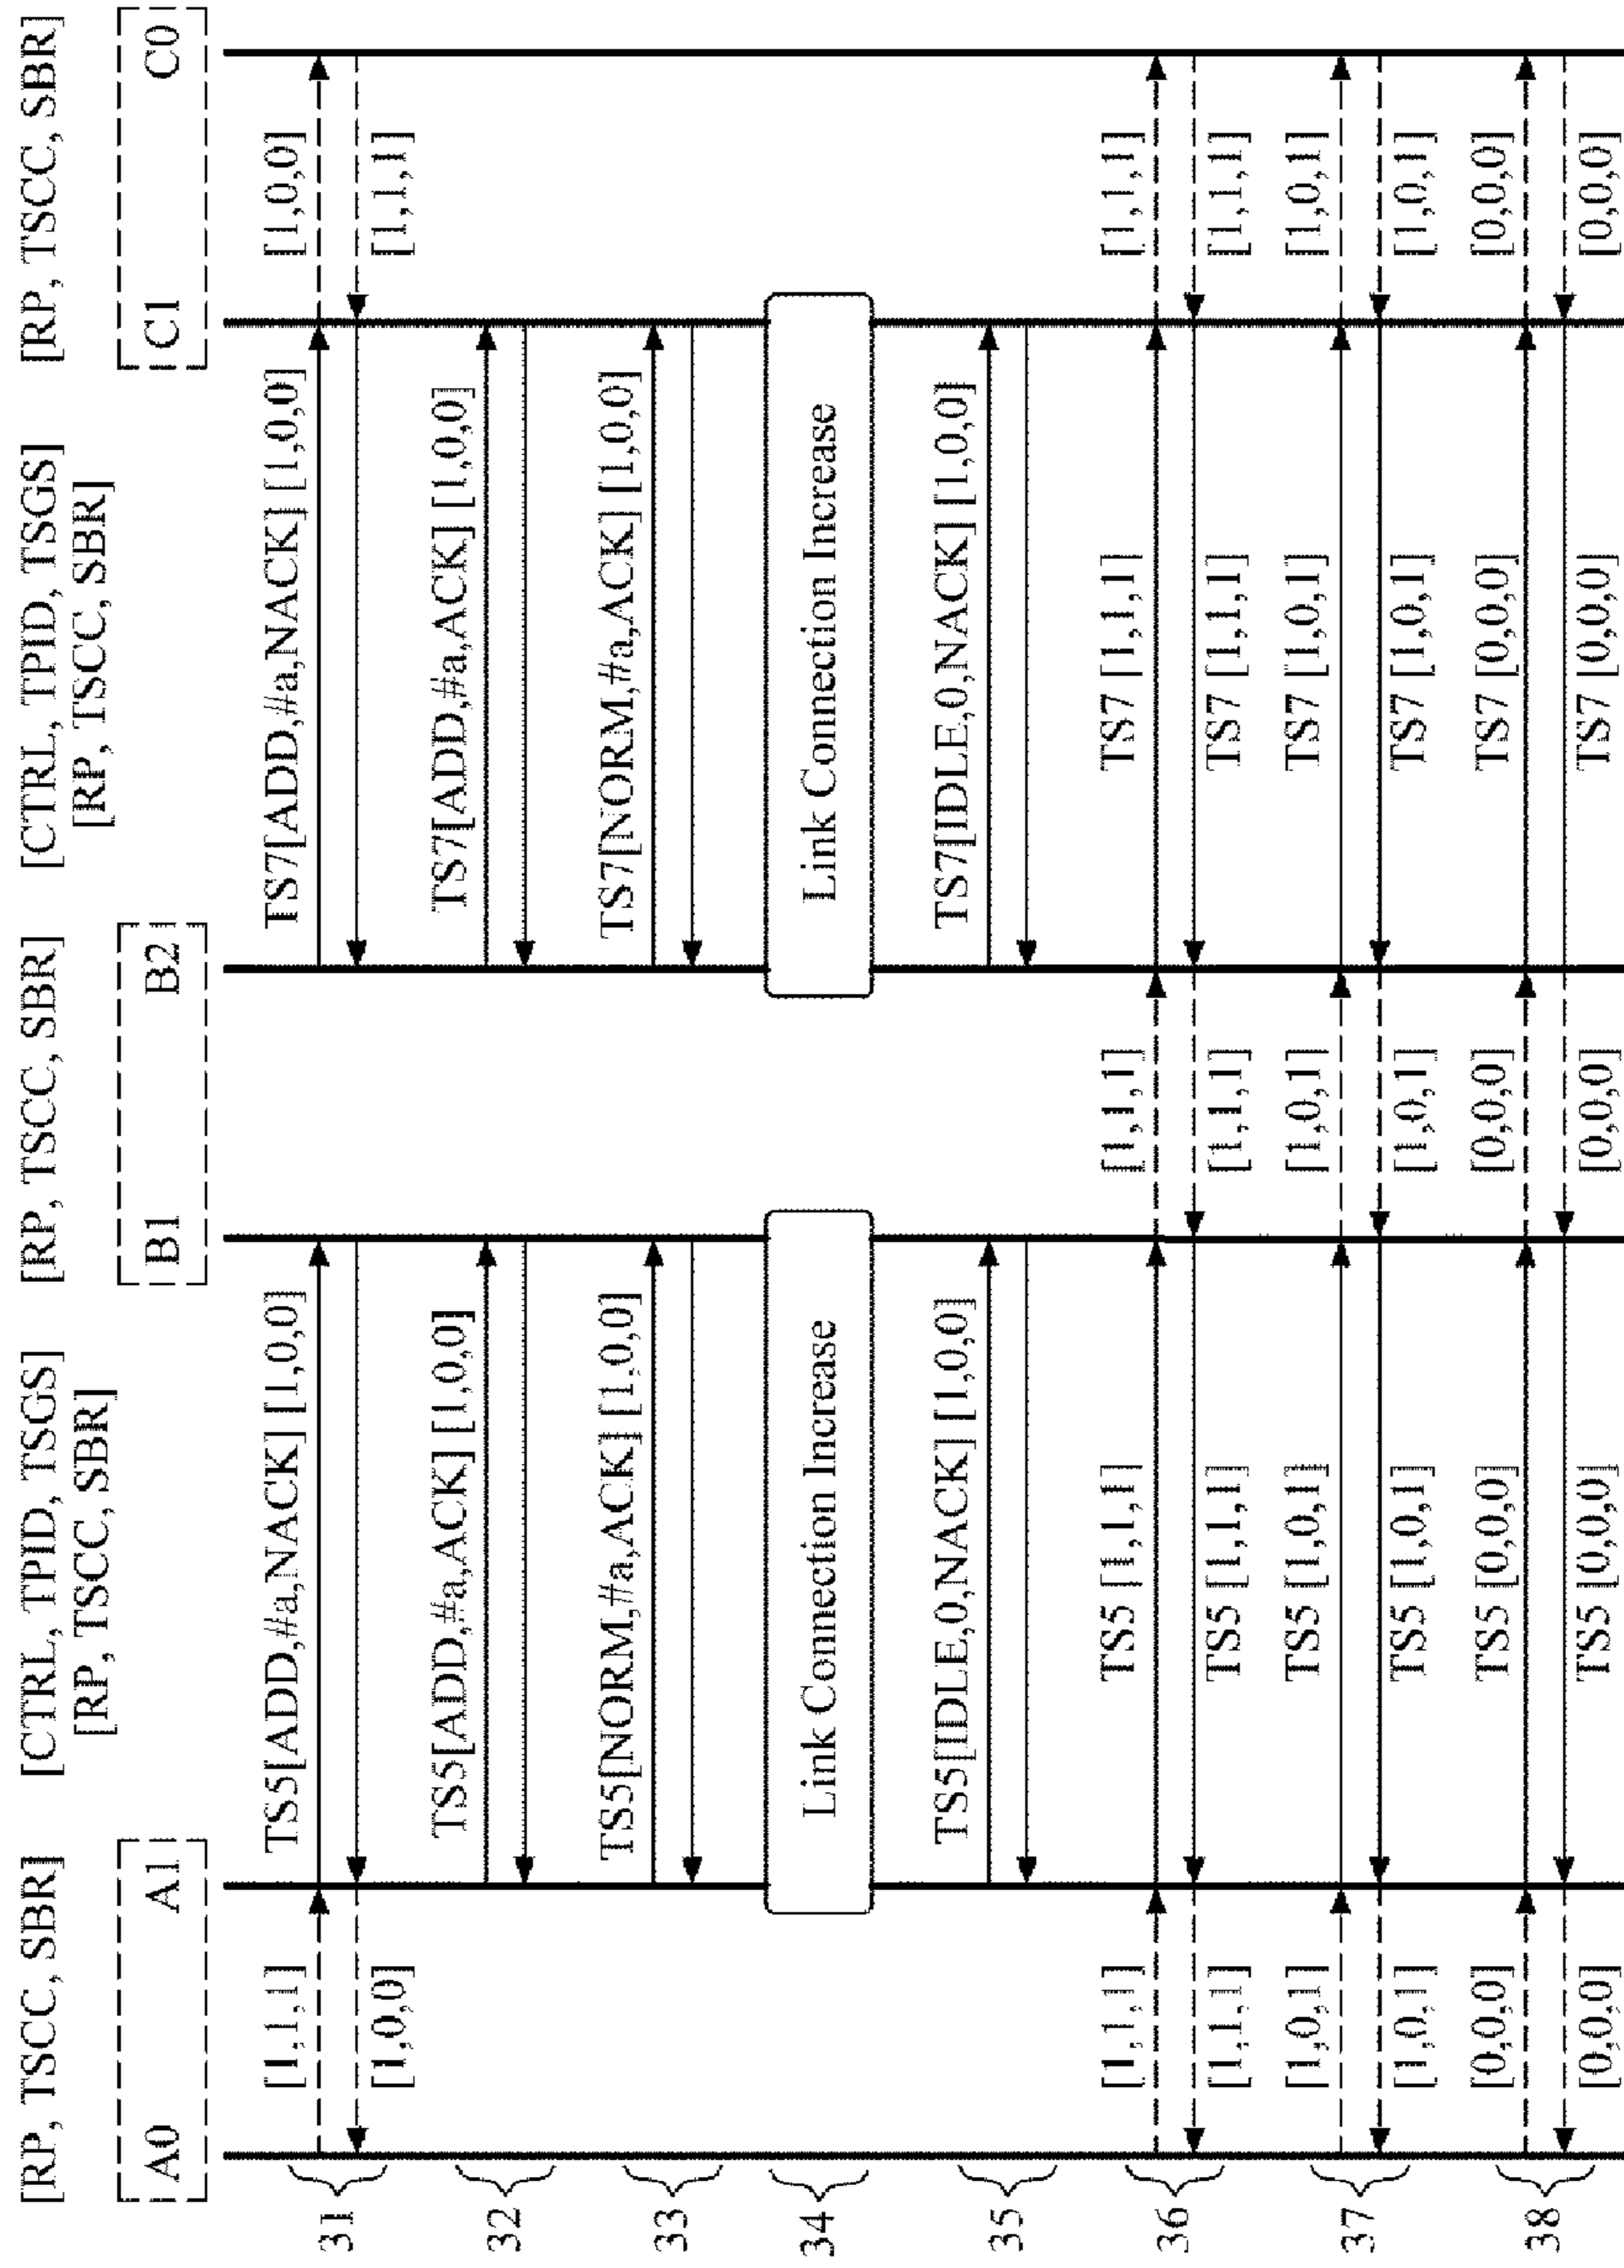 [RP, TSCC, SBR] [CTRL, TPID, TSGS] [RP, TSCC, SBR] [CTRL, TPID, TSGS] [RP, TSCC, SBR]
[RP, TSCC, SBR] [RP, TSCC, SBR]
A0 A1 B1 B2 C1 C0
[1,1,1] TS5[ADD,#a,NACK] [1,0,0] TS7[ADD,#a,NACK] [1,0,0] [1,0,0]
31
[1,0,0] [1,1,1]
TS5[ADD,#a,ACK] [1,0,0] TS7[ADD,#a,ACK] [1,0,0]
32
TS5[NORM,#a,ACK] [1,0,0] TS7[NORM,#a,ACK] [1,0,0]
33
34 Link Connection Increase Link Connection Increase
TS5[IDLE,0,NACK] [1,0,0] TS7[IDLE,0,NACK] [1,0,0]
35
[1,1,1] TS5 [1,1,1] [1,1,1] TS7 [1,1,1] [1,1,1]
36
[1,1,1] TS5 [1,1,1] [1,1,1] TS7 [1,1,1] [1,1,1]
[1,0,1] TS5 [1,0,1] [1,0,1] TS7 [1,0,1] [1,0,1]
37
[1,0,1] TS5 [1,0,1] [1,0,1] TS7 [1,0,1] [1,0,1]
[0,0,0] TS5 [0,0,0] [0,0,0] TS7 [0,0,0] [0,0,0]
38
[0,0,0] TS5 [0,0,0] [0,0,0] TS7 [0,0,0] [0,0,0]